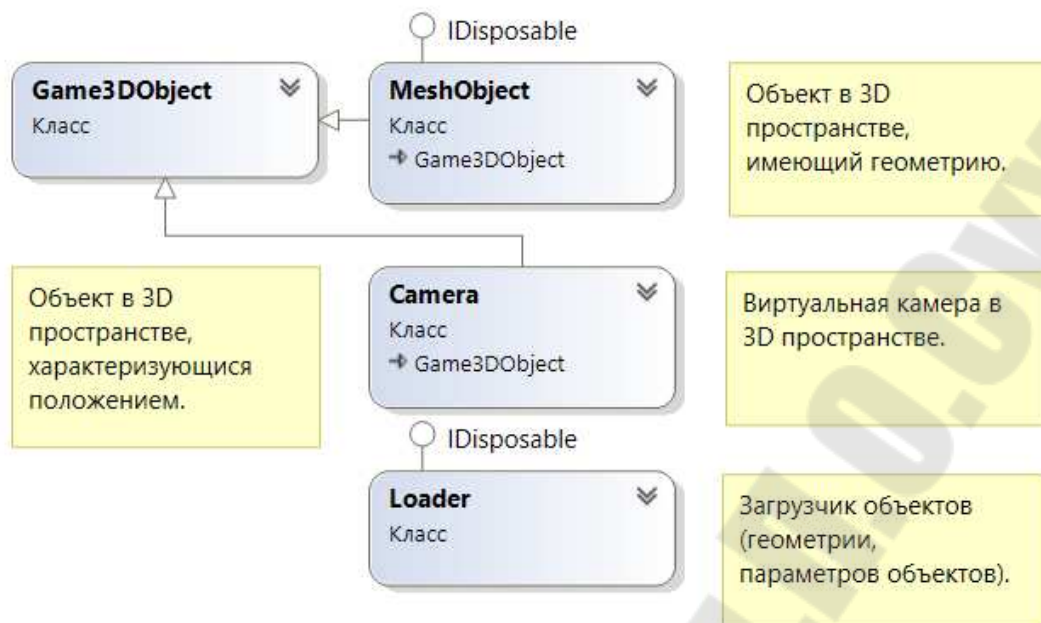 IDisposable
Game3DObject
Класс
MeshObject
Класс
Game3DObject
Объект в 3D
пространстве,
имеющий геометрию.
Объект в 3D
пространстве,
характеризующися
положением.
Camera
Класс
Game3DObject
Виртуальная камера в
3D пространстве.
IDisposable
Loader
Класс
Загрузчик объектов
(геометрии,
параметров объектов).